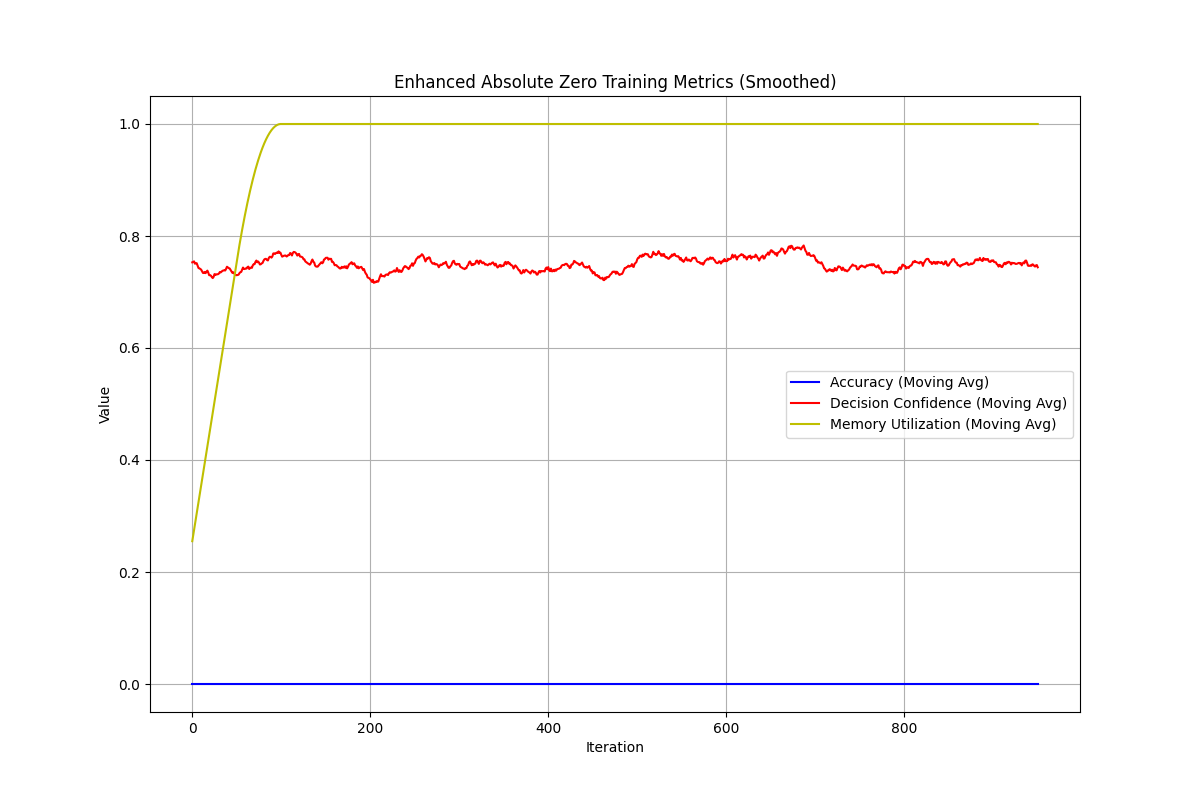 Enhanced Absolute Zero Training Metrics (Smoothed)
1.0
0.8
0.6
0.4
0.2
0.0
Value
Accuracy (Moving Avg)
Decision Confidence (Moving Avg)
Memory Utilization (Moving Avg)
0 200 400 600 800
Iteration